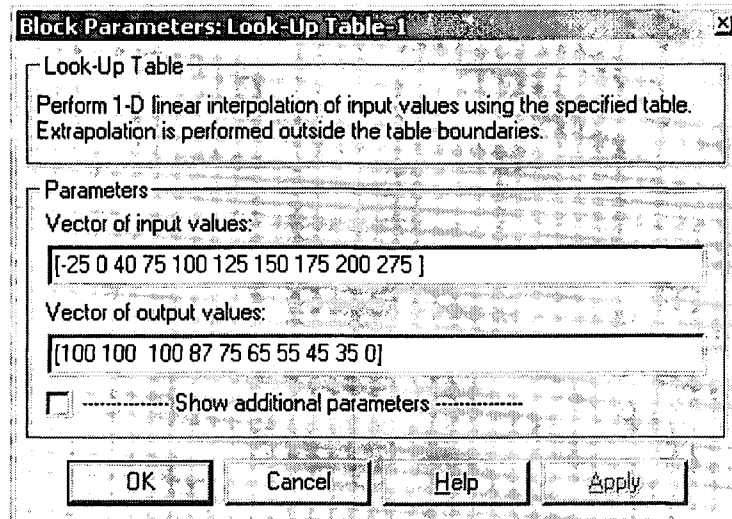 Block Parameters: Look-Up Table-1
Look-Up Table
Perform 1-D linear interpolation of input values using the specified table.
Extrapolation is performed outside the table boundaries.
Parameters
Vector of input values:
[-25 0 40 75 100 125 150 175 200 275 ]
Vector of output values:
[100 100  100 87 75 65 55 45 35 0]
------------- Show additional parameters -------------
OK
Cancel
Help
Apply